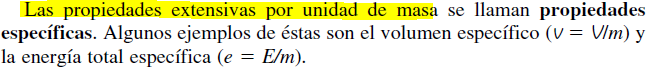 Las propiedades extensivas por unidad de masa se llaman propiedades
específicas. Algunos ejemplos de éstas son el volumen específico (v = V/m) y
la energía total específica (e = E/m).